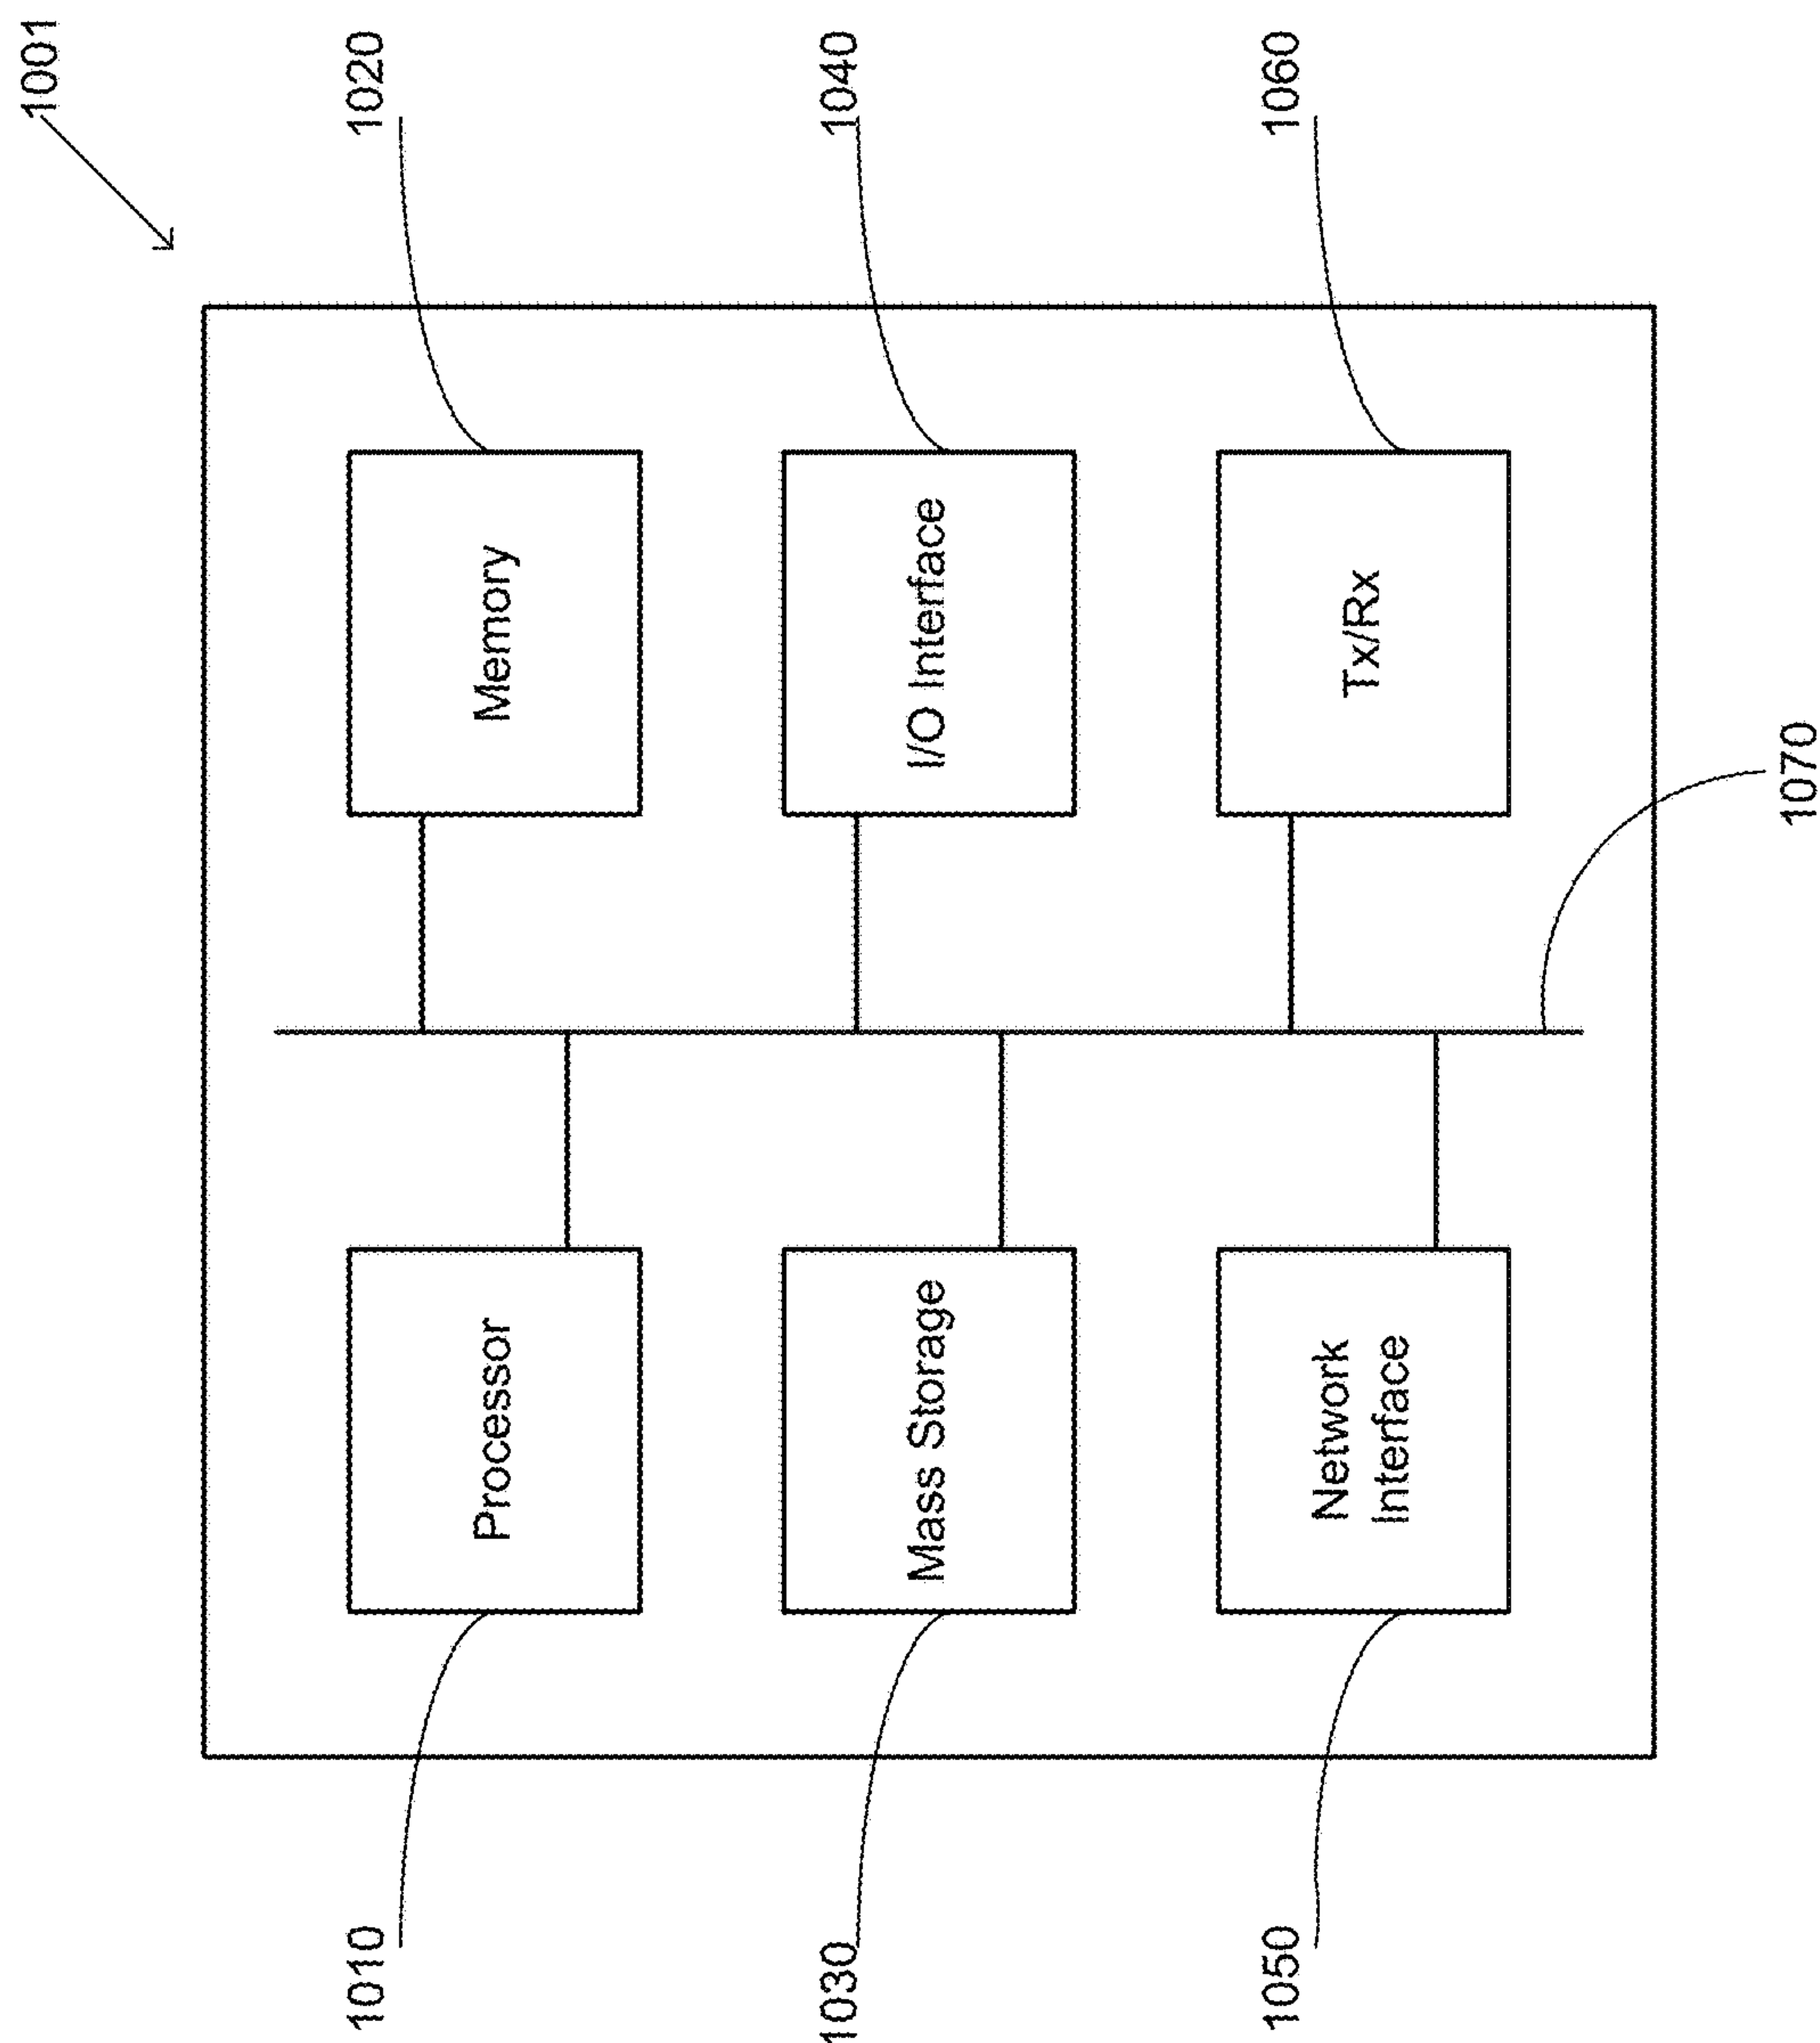 1001
1010
Processor
Memory
1020
1030
Mass Storage
I/O Interface
1040
1050
Network
Interface
Tx/Rx
1060
1070